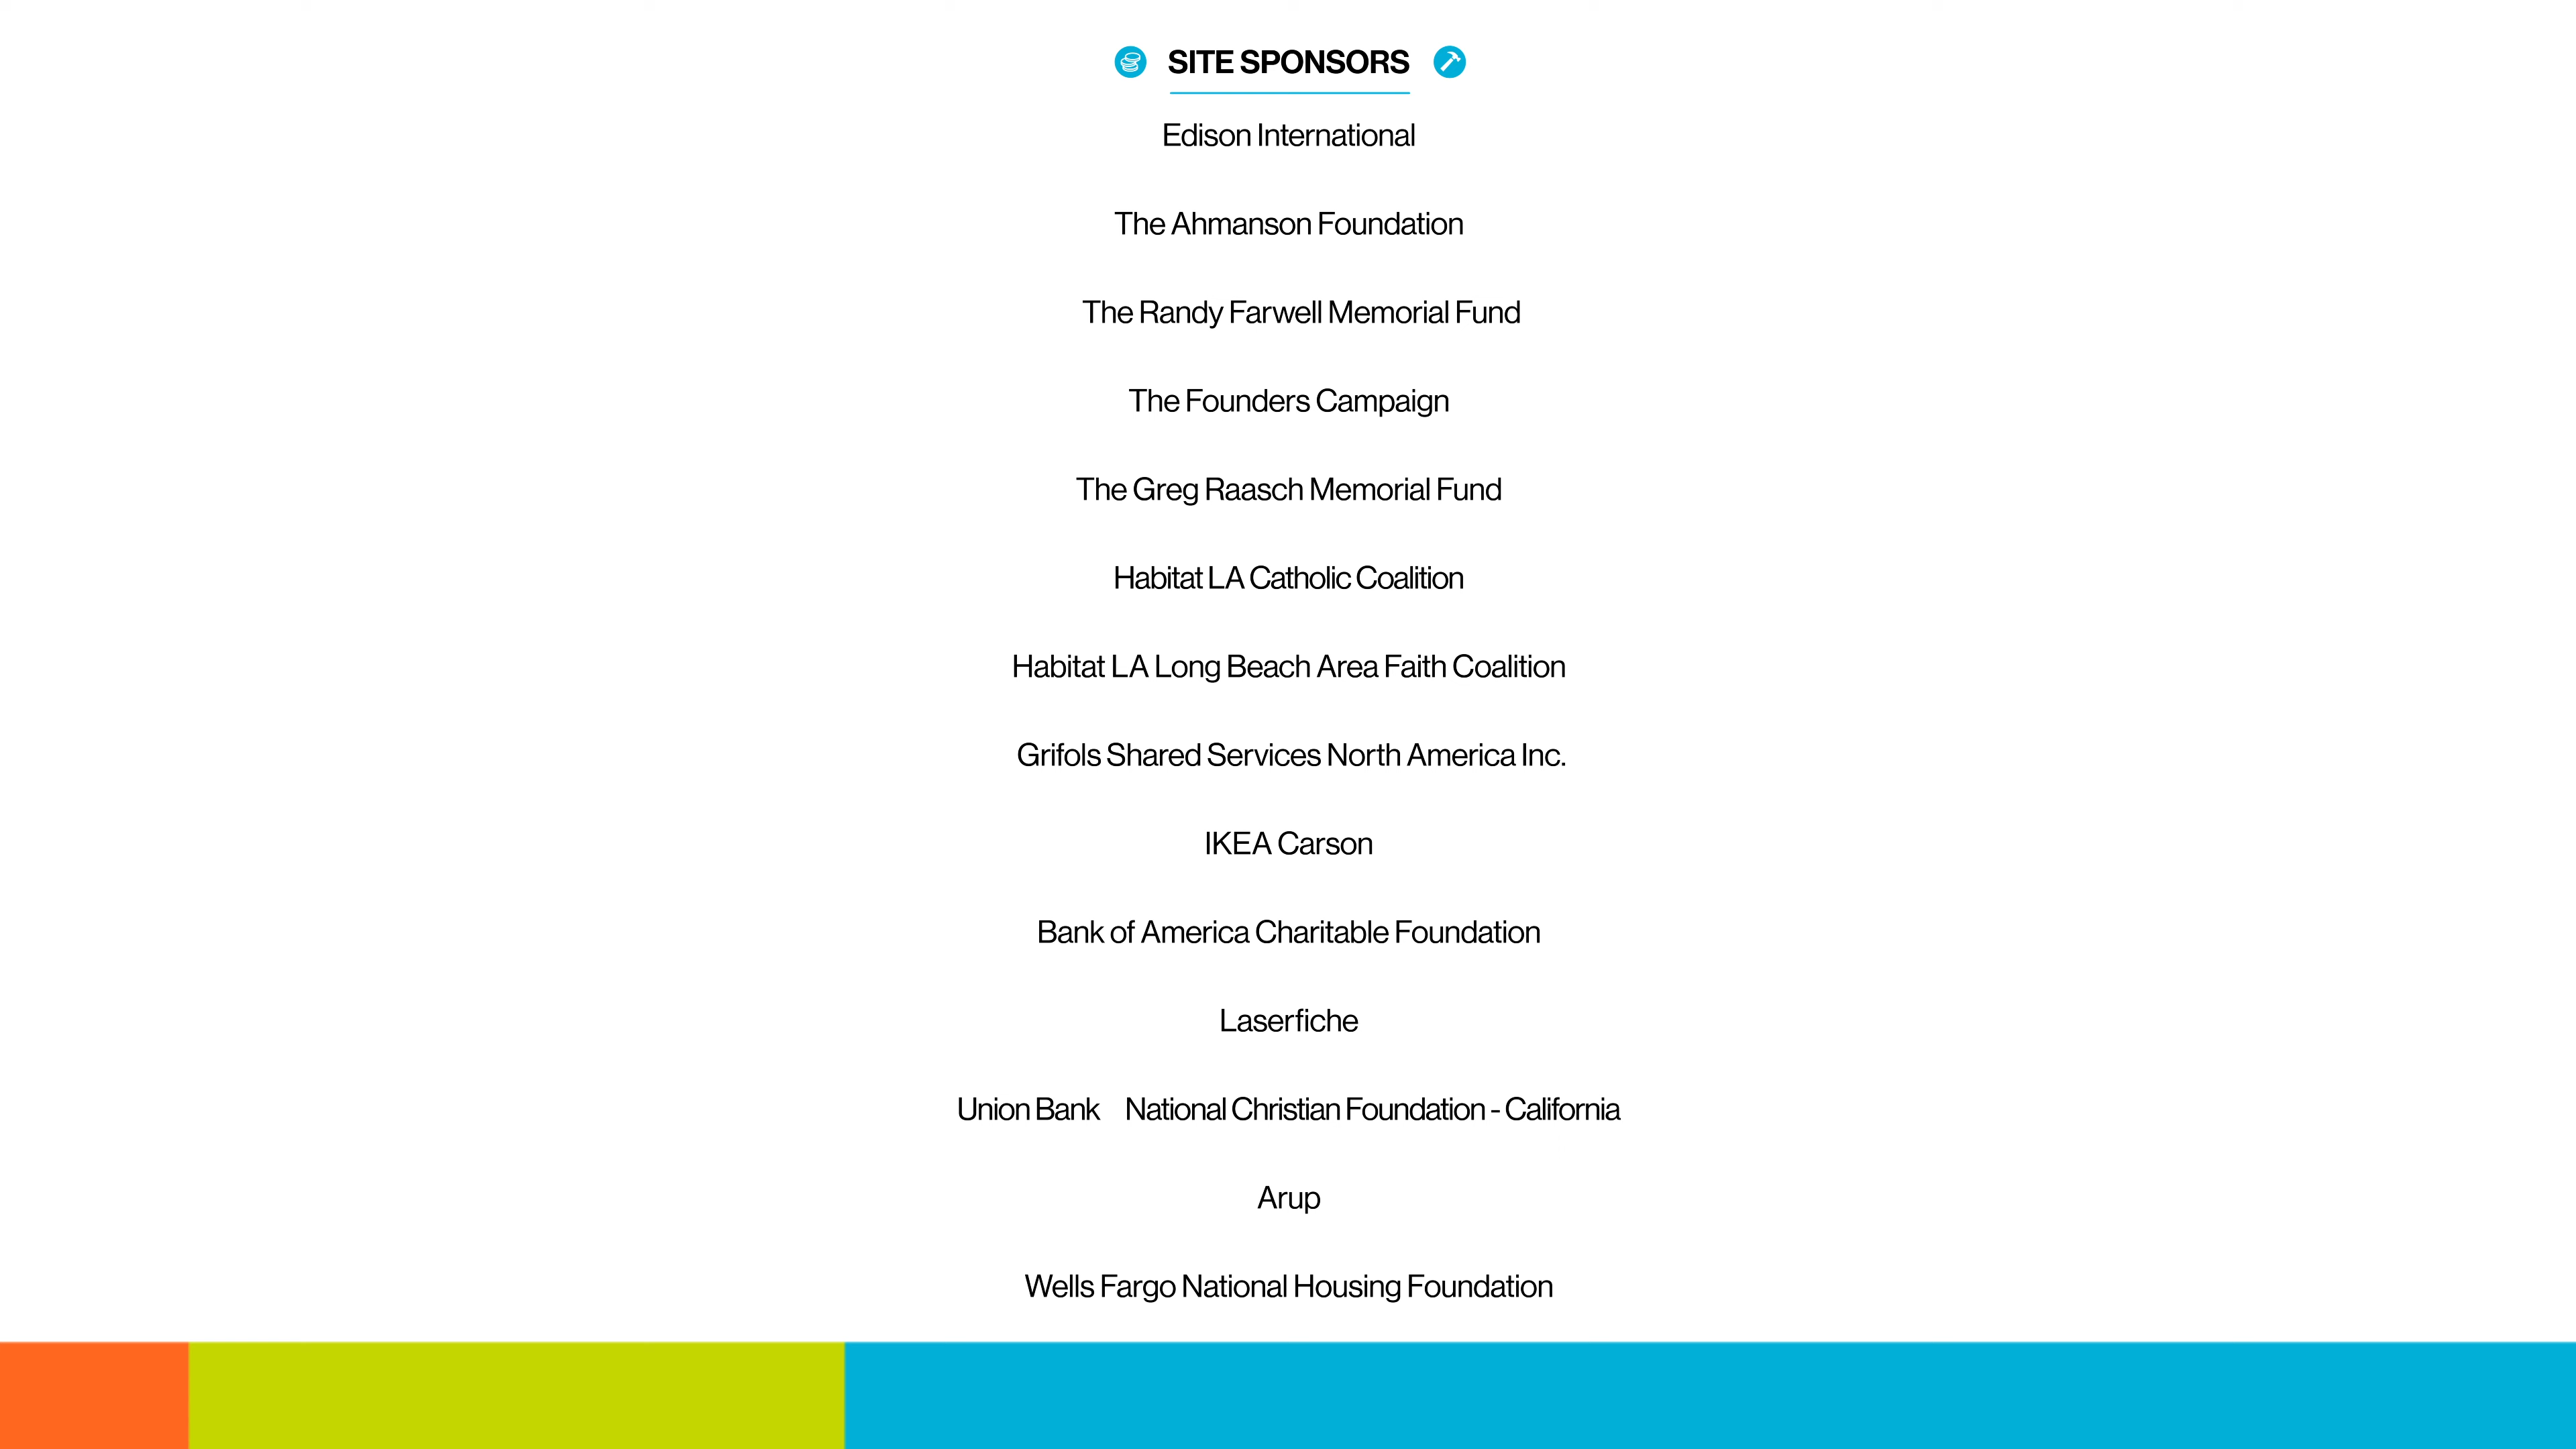 SITE SPONSORS
Edison International
The Ahmanson Foundation
The Randy Farwell Memorial Fund
The Founders Campaign
The Greg Raasch Memorial Fund
Habitat LA Catholic Coalition
Habitat LA Long Beach Area Faith Coalition
Grifols Shared Services North America Inc.
IKEA Carson
Bank of America Charitable Foundation
Laserfiche
Union Bank National Christian Foundation - California
Arup
Wells Fargo National Housing Foundation